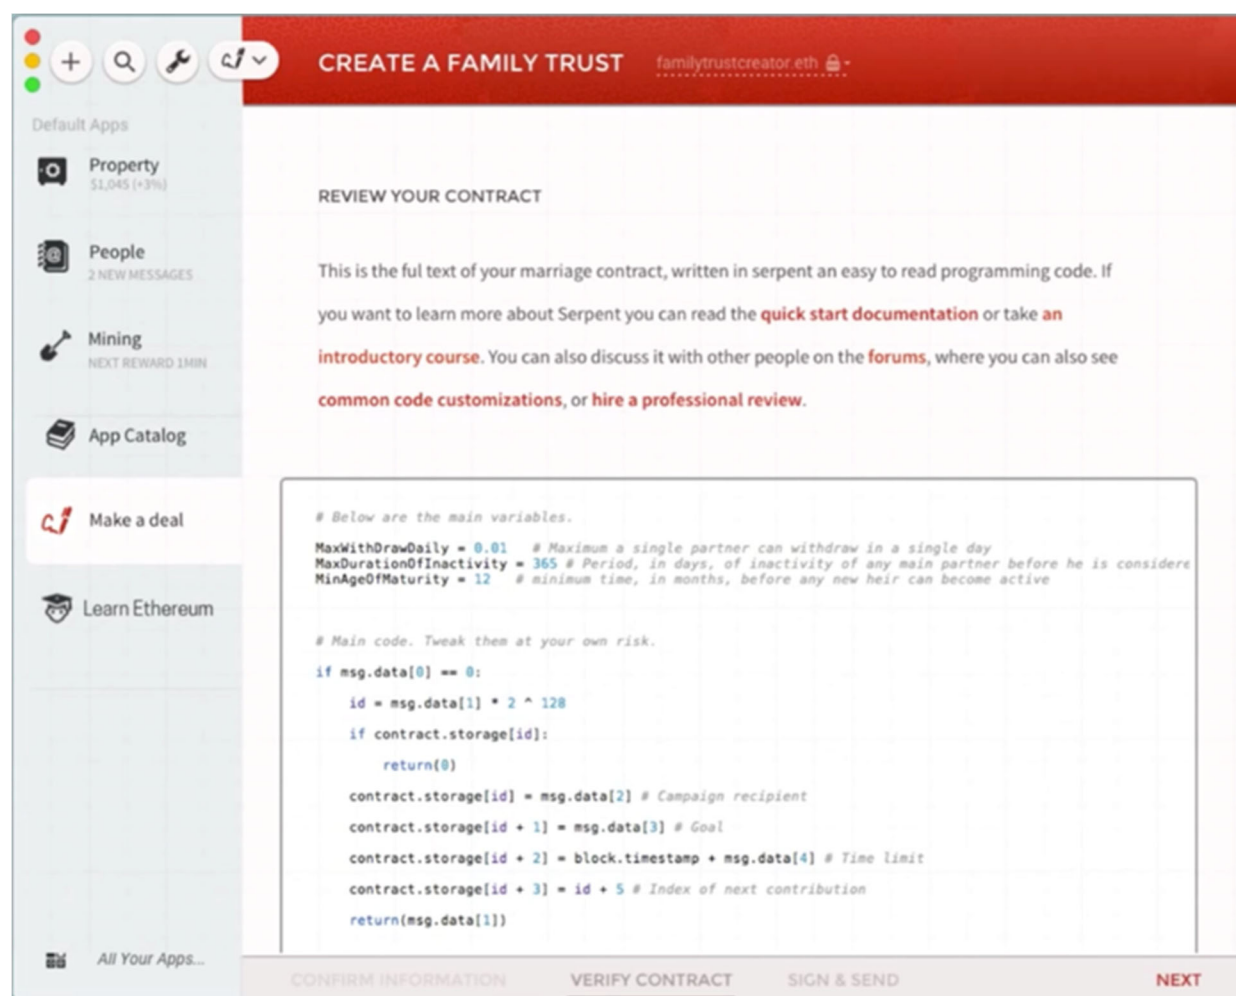 CREATE A FAMILY TRUST
familytrustcreator.eth
Default Apps
Property
$1,045 (+3%)
People
2 NEW MESSAGES
Mining
NEXT REWARD 1MIN
App Catalog
Make a deal
Learn Ethereum
All Your Apps...
REVIEW YOUR CONTRACT
This is the ful text of your marriage contract, written in serpent an easy to read programming code. If
you want to learn more about Serpent you can read the quick start documentation or take an
introductory course. You can also discuss it with other people on the forums, where you can also see
common code customizations, or hire a professional review.
# Below are the main variables.
MaxWithDrawDaily = 0.01 # Maximum a single partner can withdraw in a single day
MaxDurationOfInactivity = 365 # Period, in days, of inactivity of any main partner before he is considere
MinAgeOfMaturity = 12 # minimum time, in months, before any new heir can become active
# Main code. Tweak them at your own risk.
if msg.data[0] == 0:
id = msg.data[1] * 2 ^ 128
if contract.storage[id]:
return(0)
contract.storage[id] = msg.data[2] # Campaign recipient
contract.storage[id + 1] = msg.data[3] # Goal
contract.storage[id + 2] = block.timestamp + msg.data[4] # Time limit
contract.storage[id + 3] = id + 5 # Index of next contribution
return(msg.data[1])
CONFIRM INFORMATION VERIFY CONTRACT SIGN & SEND NEXT